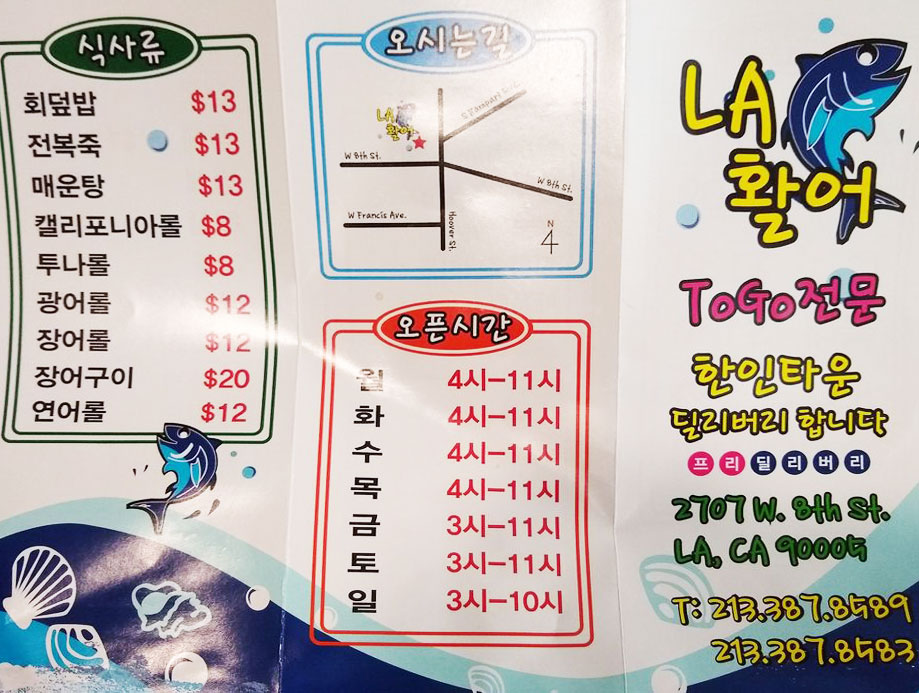 식사류
회덮밥 $13
전복죽 $13
매운탕 $13
캘리포니아롤 $8
투나롤 $8
광어롤 $12
장어롤 $12
장어구이 $20
연어롤 $12
오시는길
LA
활어
W 8th St.
W 8th St.
W Francis Ave.
Hoover St.
N
오픈시간
월 4시-11시
화 4시-11시
수 4시-11시
목 4시-11시
금 3시-11시
토 3시-11시
일 3시-10시
LA
활어
ToGo전문
한인타운
딜리버리 합니다
프리딜리버리
2707 W. 8th St.
LA, CA 90005
T: 213.387.8589
213.387.8583